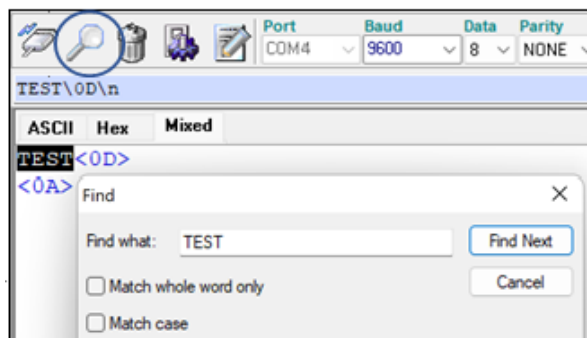 Port Baud Data Parity
COM4 9600 8 NONE
TEST\0D\n
ASCII Hex Mixed
TEST<0D>
<0A>
Find
Find what: TEST Find Next
Match whole word only Cancel
Match case